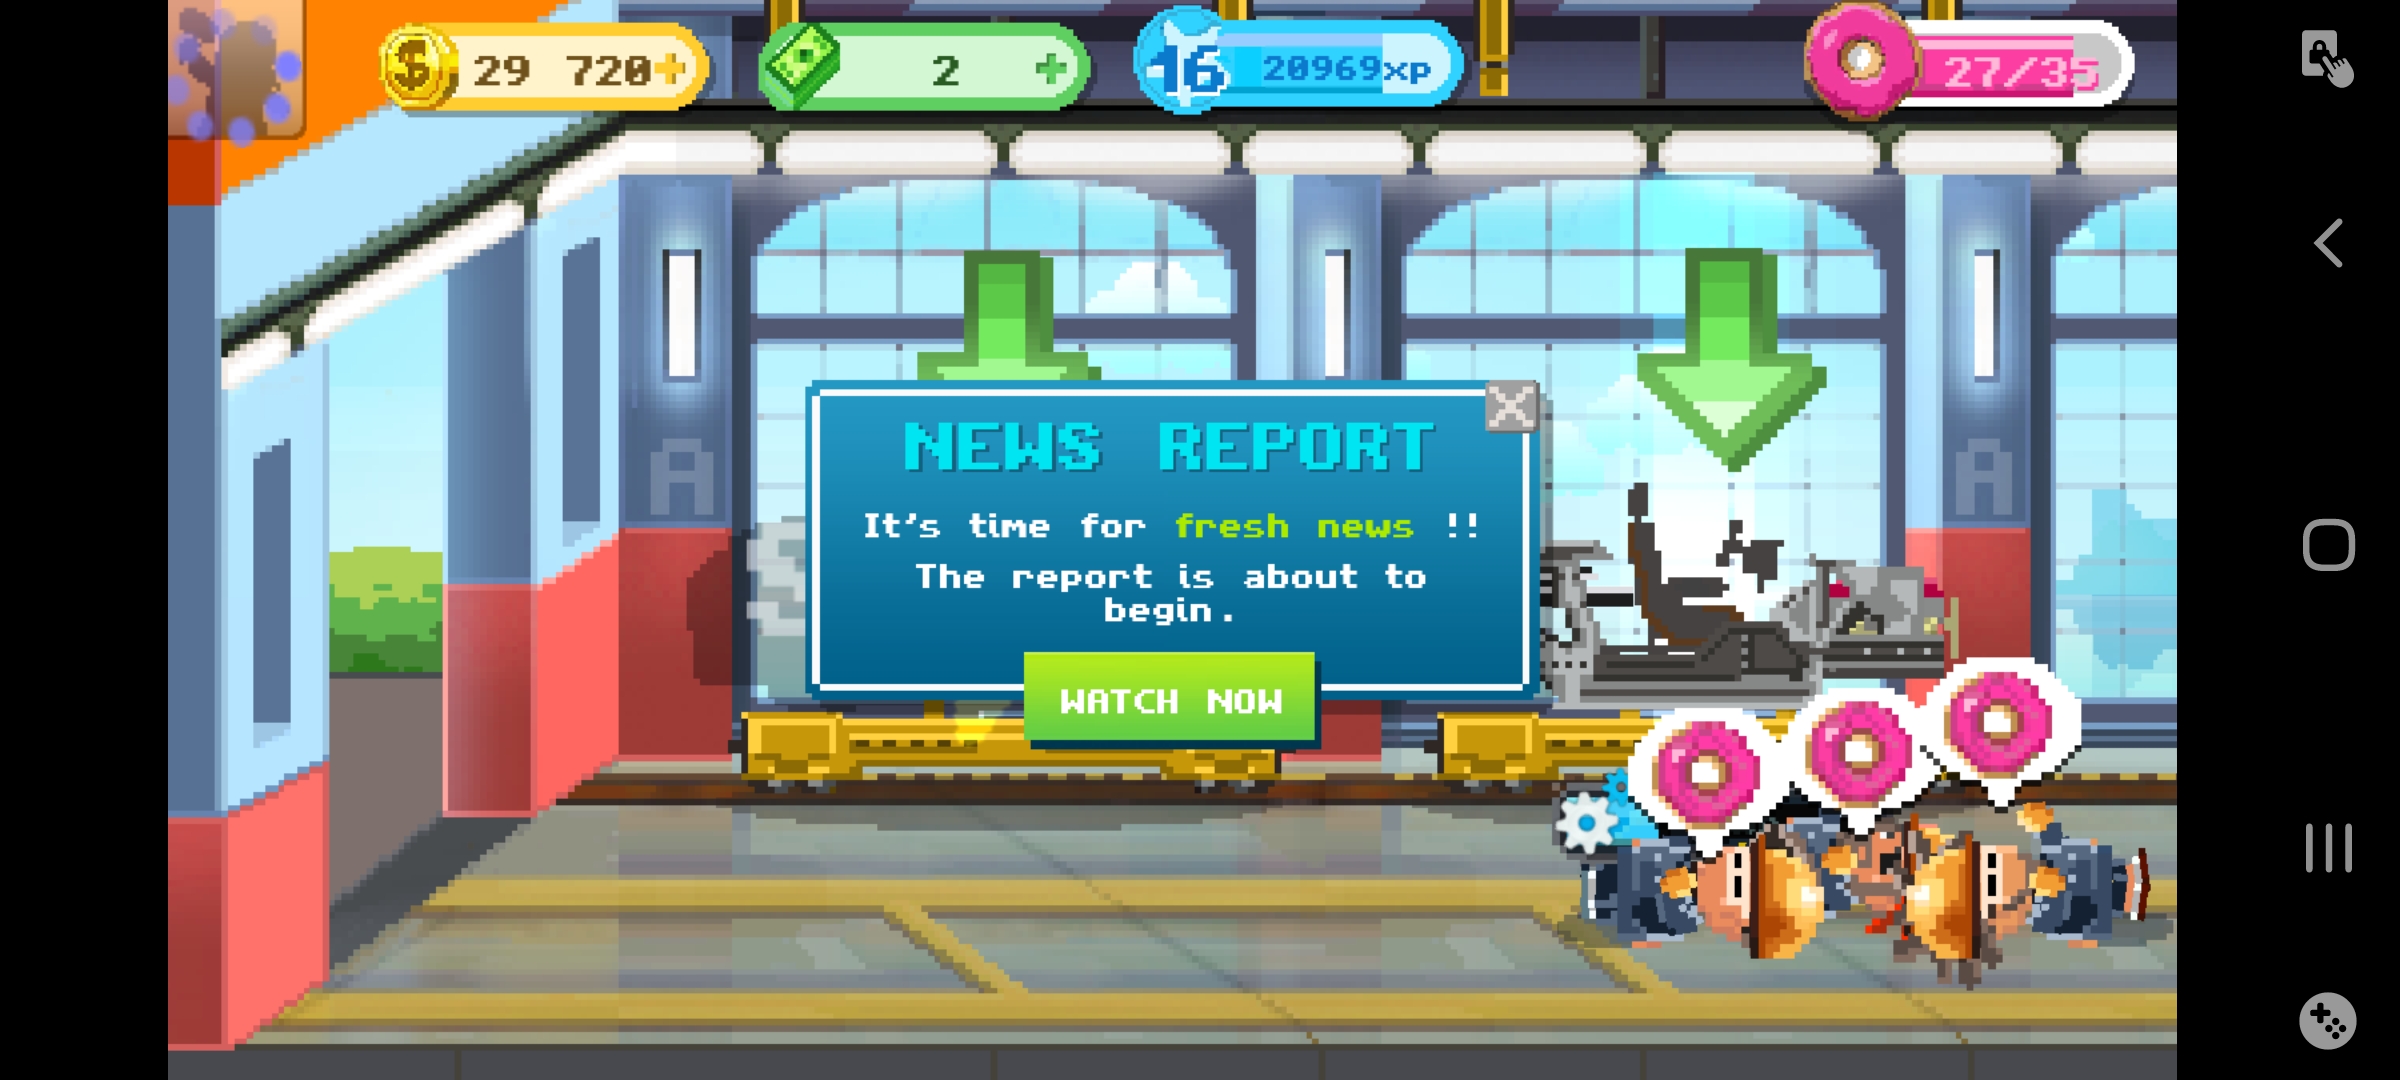 29 720+
2 +
16 20969xp
27/35
A
A
NEWS REPORT
It's time for fresh news !!
The report is about to
begin.
WATCH NOW